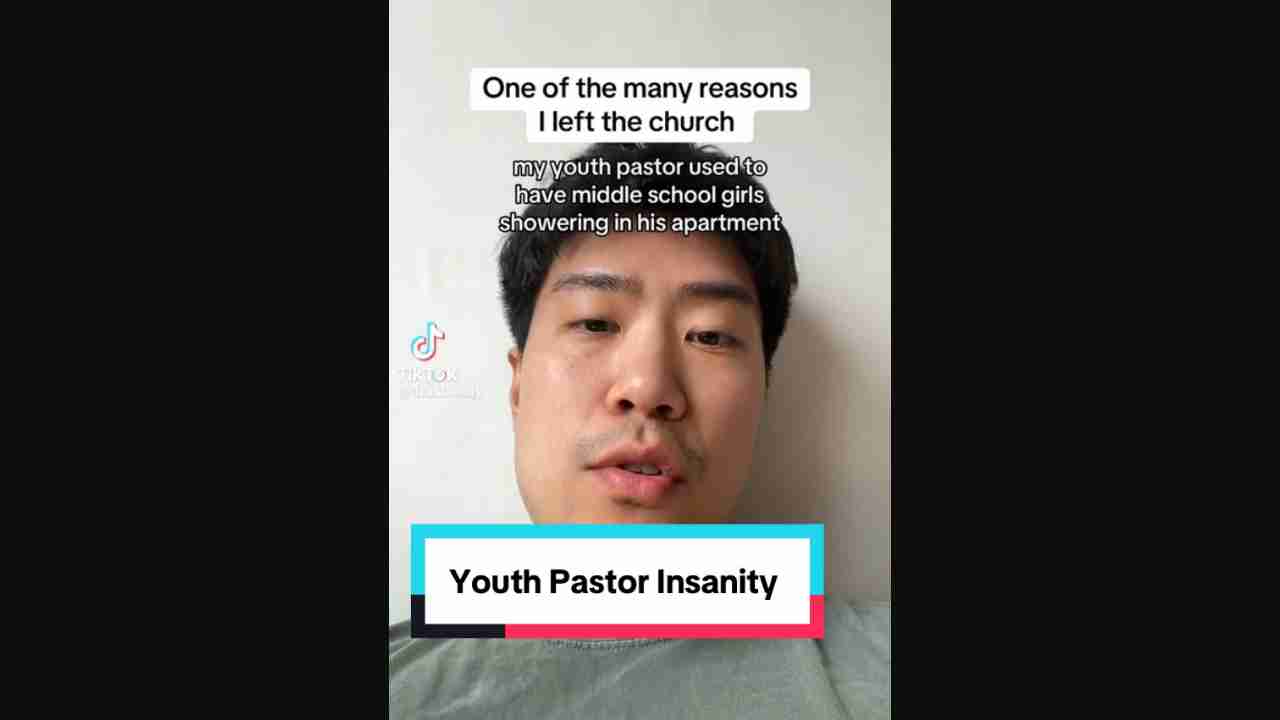 One of the many reasons
I left the church
my youth pastor used to
have middle school girls
showering in his apartment
TikTok
Youth Pastor Insanity